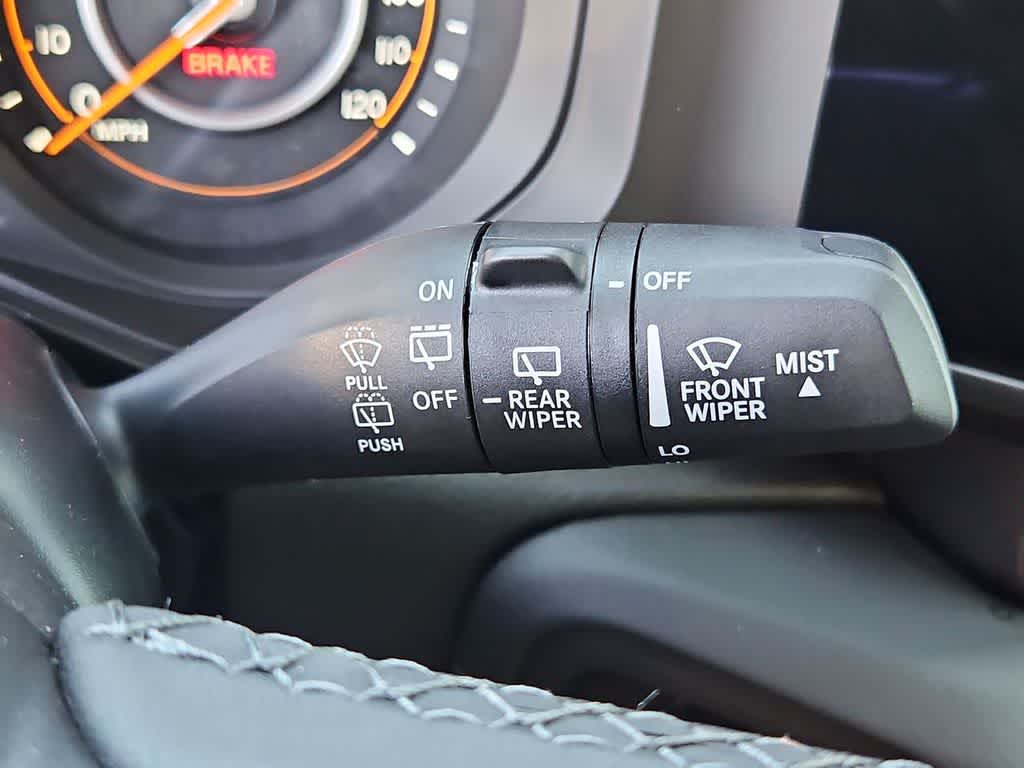 10
BRAKE
110
0
120
MPH
ON
OFF
PULL
OFF
MIST
REAR
WIPER
FRONT
WIPER
PUSH
LO